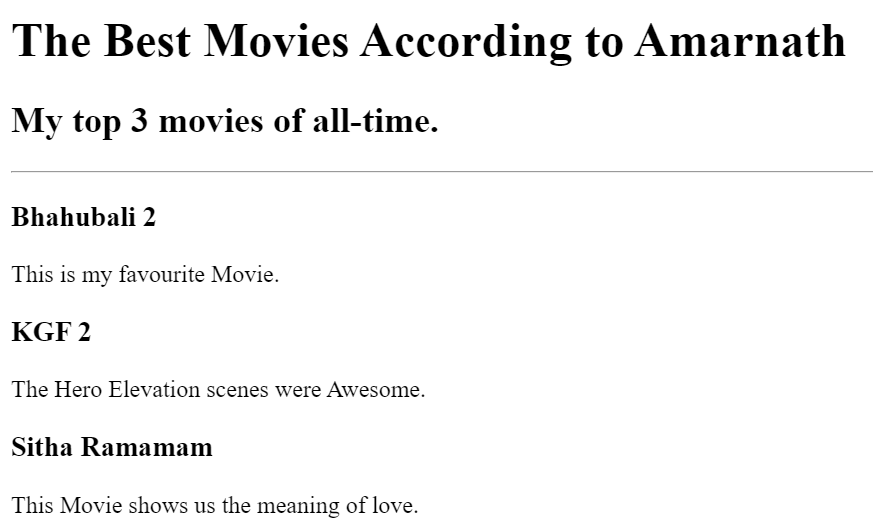 The Best Movies According to Amarnath
My top 3 movies of all-time.
Bhahubali 2
This is my favourite Movie.
KGF 2
The Hero Elevation scenes were Awesome.
Sitha Ramamam
This Movie shows us the meaning of love.